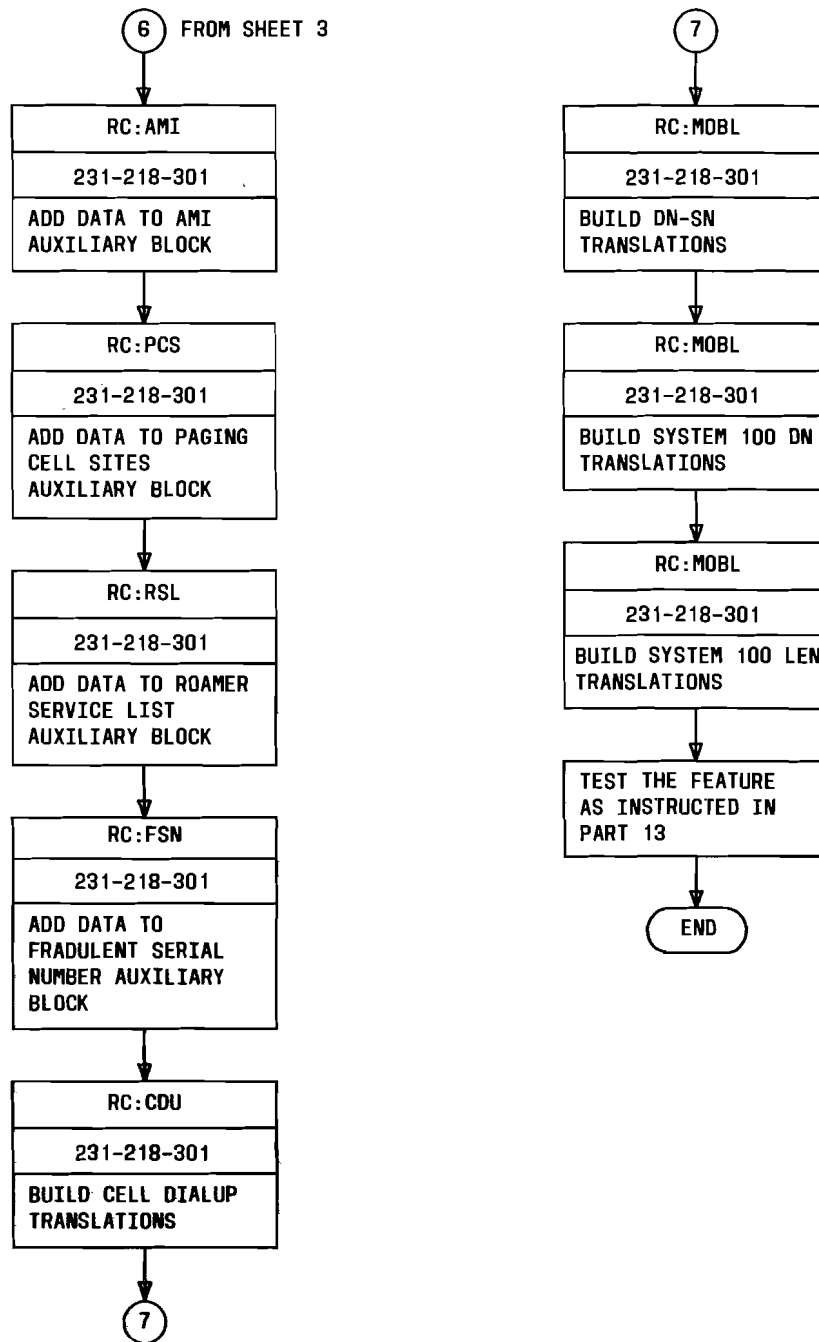 6 FROM SHEET 3
RC:AMI
231-218-301
ADD DATA TO AMI
AUXILIARY BLOCK
RC:PCS
231-218-301
ADD DATA TO PAGING
CELL SITES
AUXILIARY BLOCK
RC:RSL
231-218-301
ADD DATA TO ROAMER
SERVICE LIST
AUXILIARY BLOCK
RC:FSN
231-218-301
ADD DATA TO
FRADULENT SERIAL
NUMBER AUXILIARY
BLOCK
RC:CDU
231-218-301
BUILD CELL DIALUP
TRANSLATIONS
7
7
RC:MOBL
231-218-301
BUILD DN-SN
TRANSLATIONS
RC:MOBL
231-218-301
BUILD SYSTEM 100 DN
TRANSLATIONS
RC:MOBL
231-218-301
BUILD SYSTEM 100 LEN
TRANSLATIONS
TEST THE FEATURE
AS INSTRUCTED IN
PART 13
END